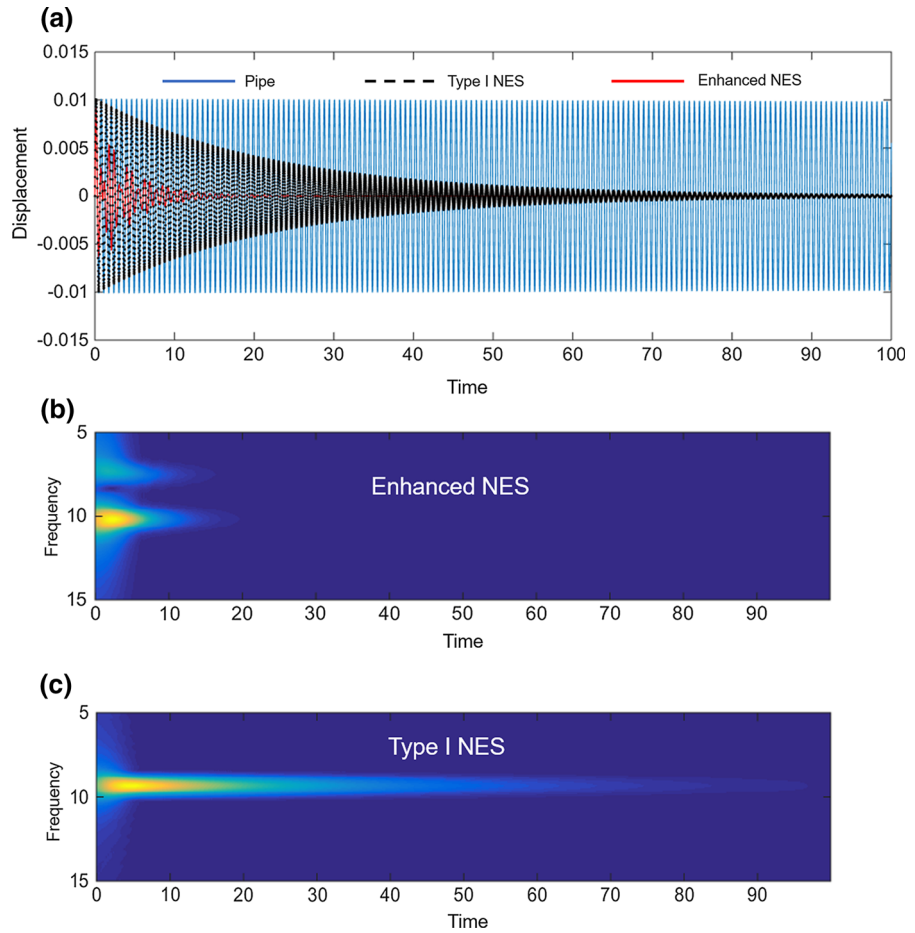 (a)
0.015
0.01
0.005
0
-0.005
-0.01
-0.015
Displacement
Pipe
Type I NES
Enhanced NES
0 10 20 30 40 50 60 70 80 90 100
Time
(b)
5
10
15
Frequency
Enhanced NES
0 10 20 30 40 50 60 70 80 90
Time
(c)
5
10
15
Frequency
Type I NES
0 10 20 30 40 50 60 70 80 90
Time